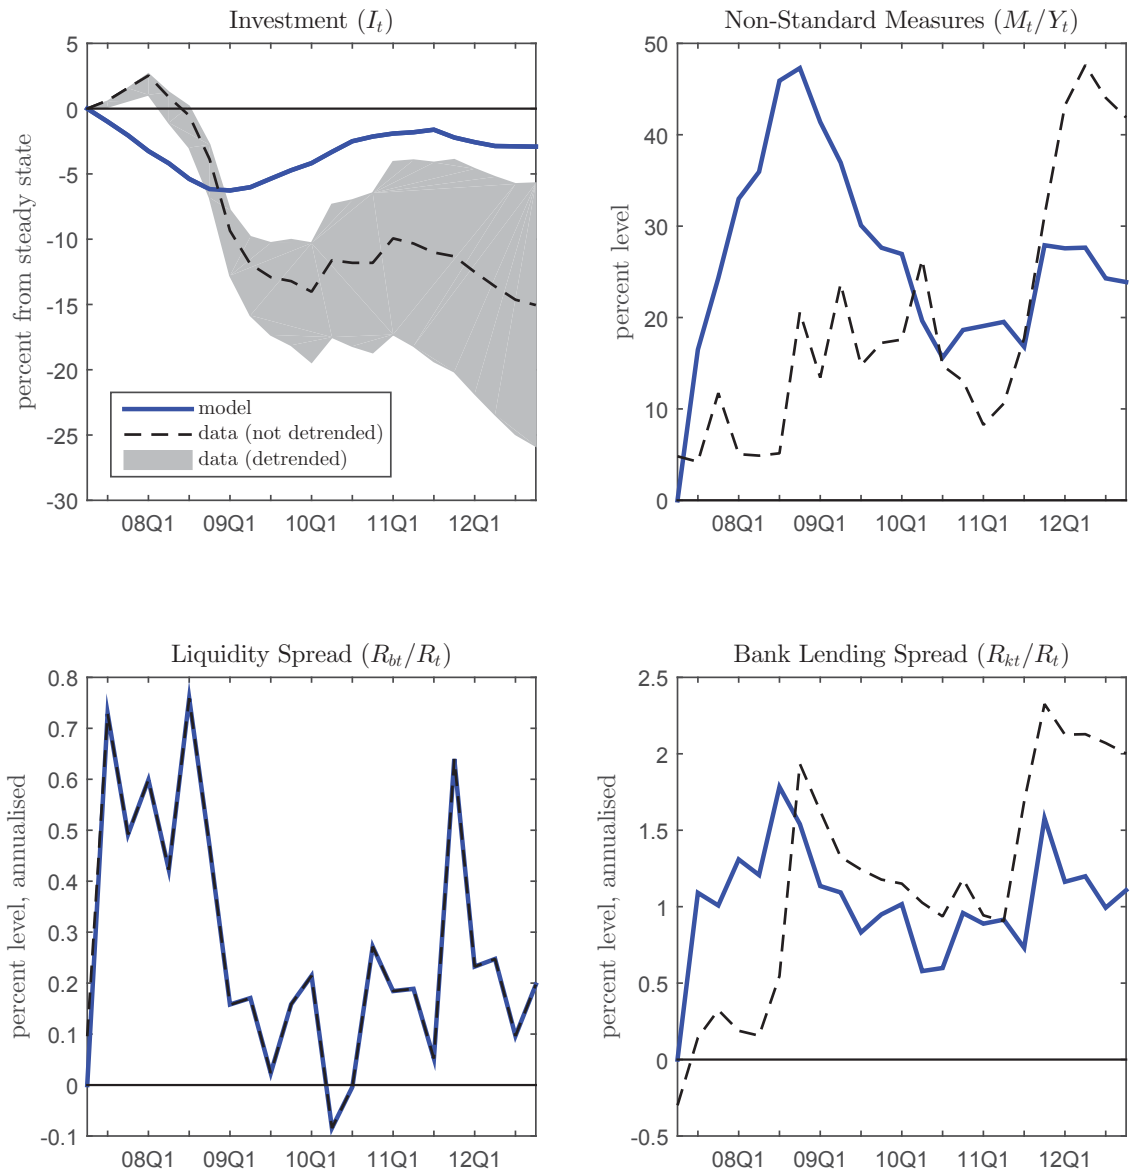 Investment (I_t)
5
0
-5
-10
-15
-20
-25
-30
percent from steady state
model
data (not detrended)
data (detrended)
08Q1 09Q1 10Q1 11Q1 12Q1
Non-Standard Measures (M_t/Y_t)
50
40
30
20
10
0
percent level
08Q1 09Q1 10Q1 11Q1 12Q1
Liquidity Spread (R_{bt}/R_t)
0.8
0.7
0.6
0.5
0.4
0.3
0.2
0.1
0
-0.1
percent level, annualised
08Q1 09Q1 10Q1 11Q1 12Q1
Bank Lending Spread (R_{kt}/R_t)
2.5
2
1.5
1
0.5
0
-0.5
percent level, annualised
08Q1 09Q1 10Q1 11Q1 12Q1